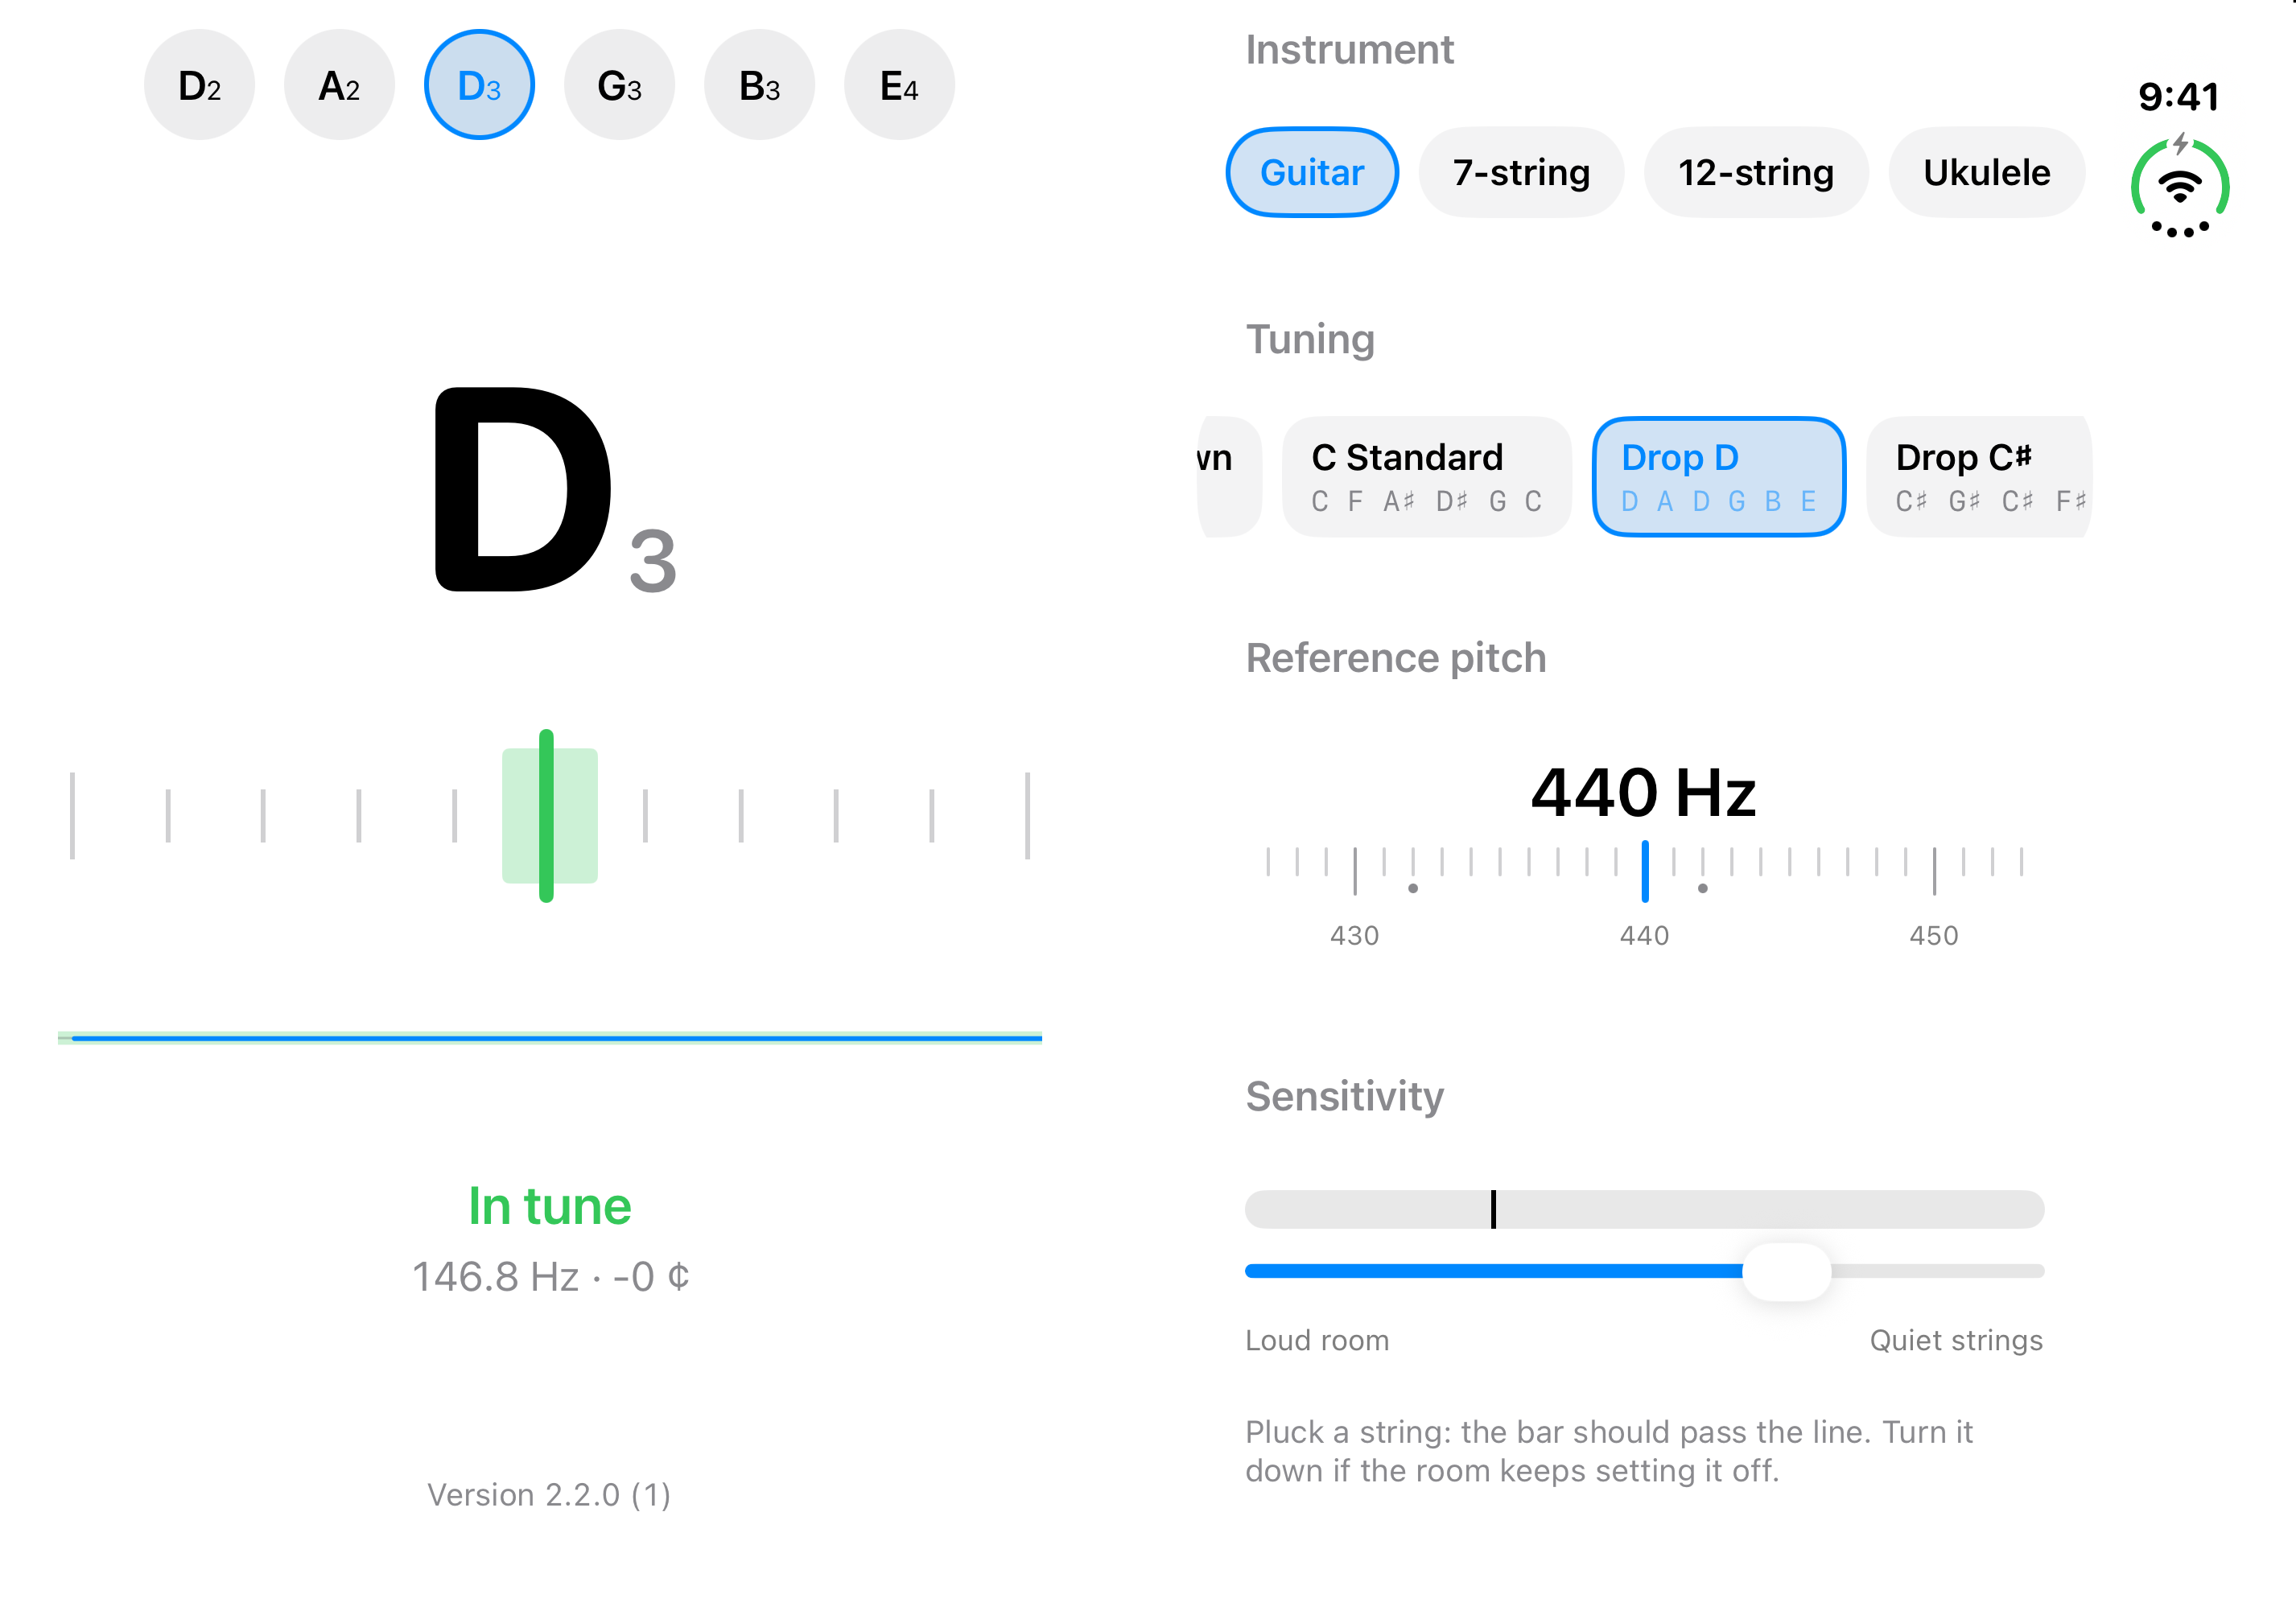 D2 A2 D3 G3 B3 E4
D3
In tune
146.8 Hz · -0 ¢
Version 2.2.0 (1)
Instrument
Guitar 7-string 12-string Ukulele
9:41
Tuning
C Standard Drop D Drop C♯
C F A♯ D♯ G C D A D G B E C♯ G♯ C♯ F♯
Reference pitch
440 Hz
430 440 450
Sensitivity
Loud room Quiet strings
Pluck a string: the bar should pass the line. Turn it
down if the room keeps setting it off.